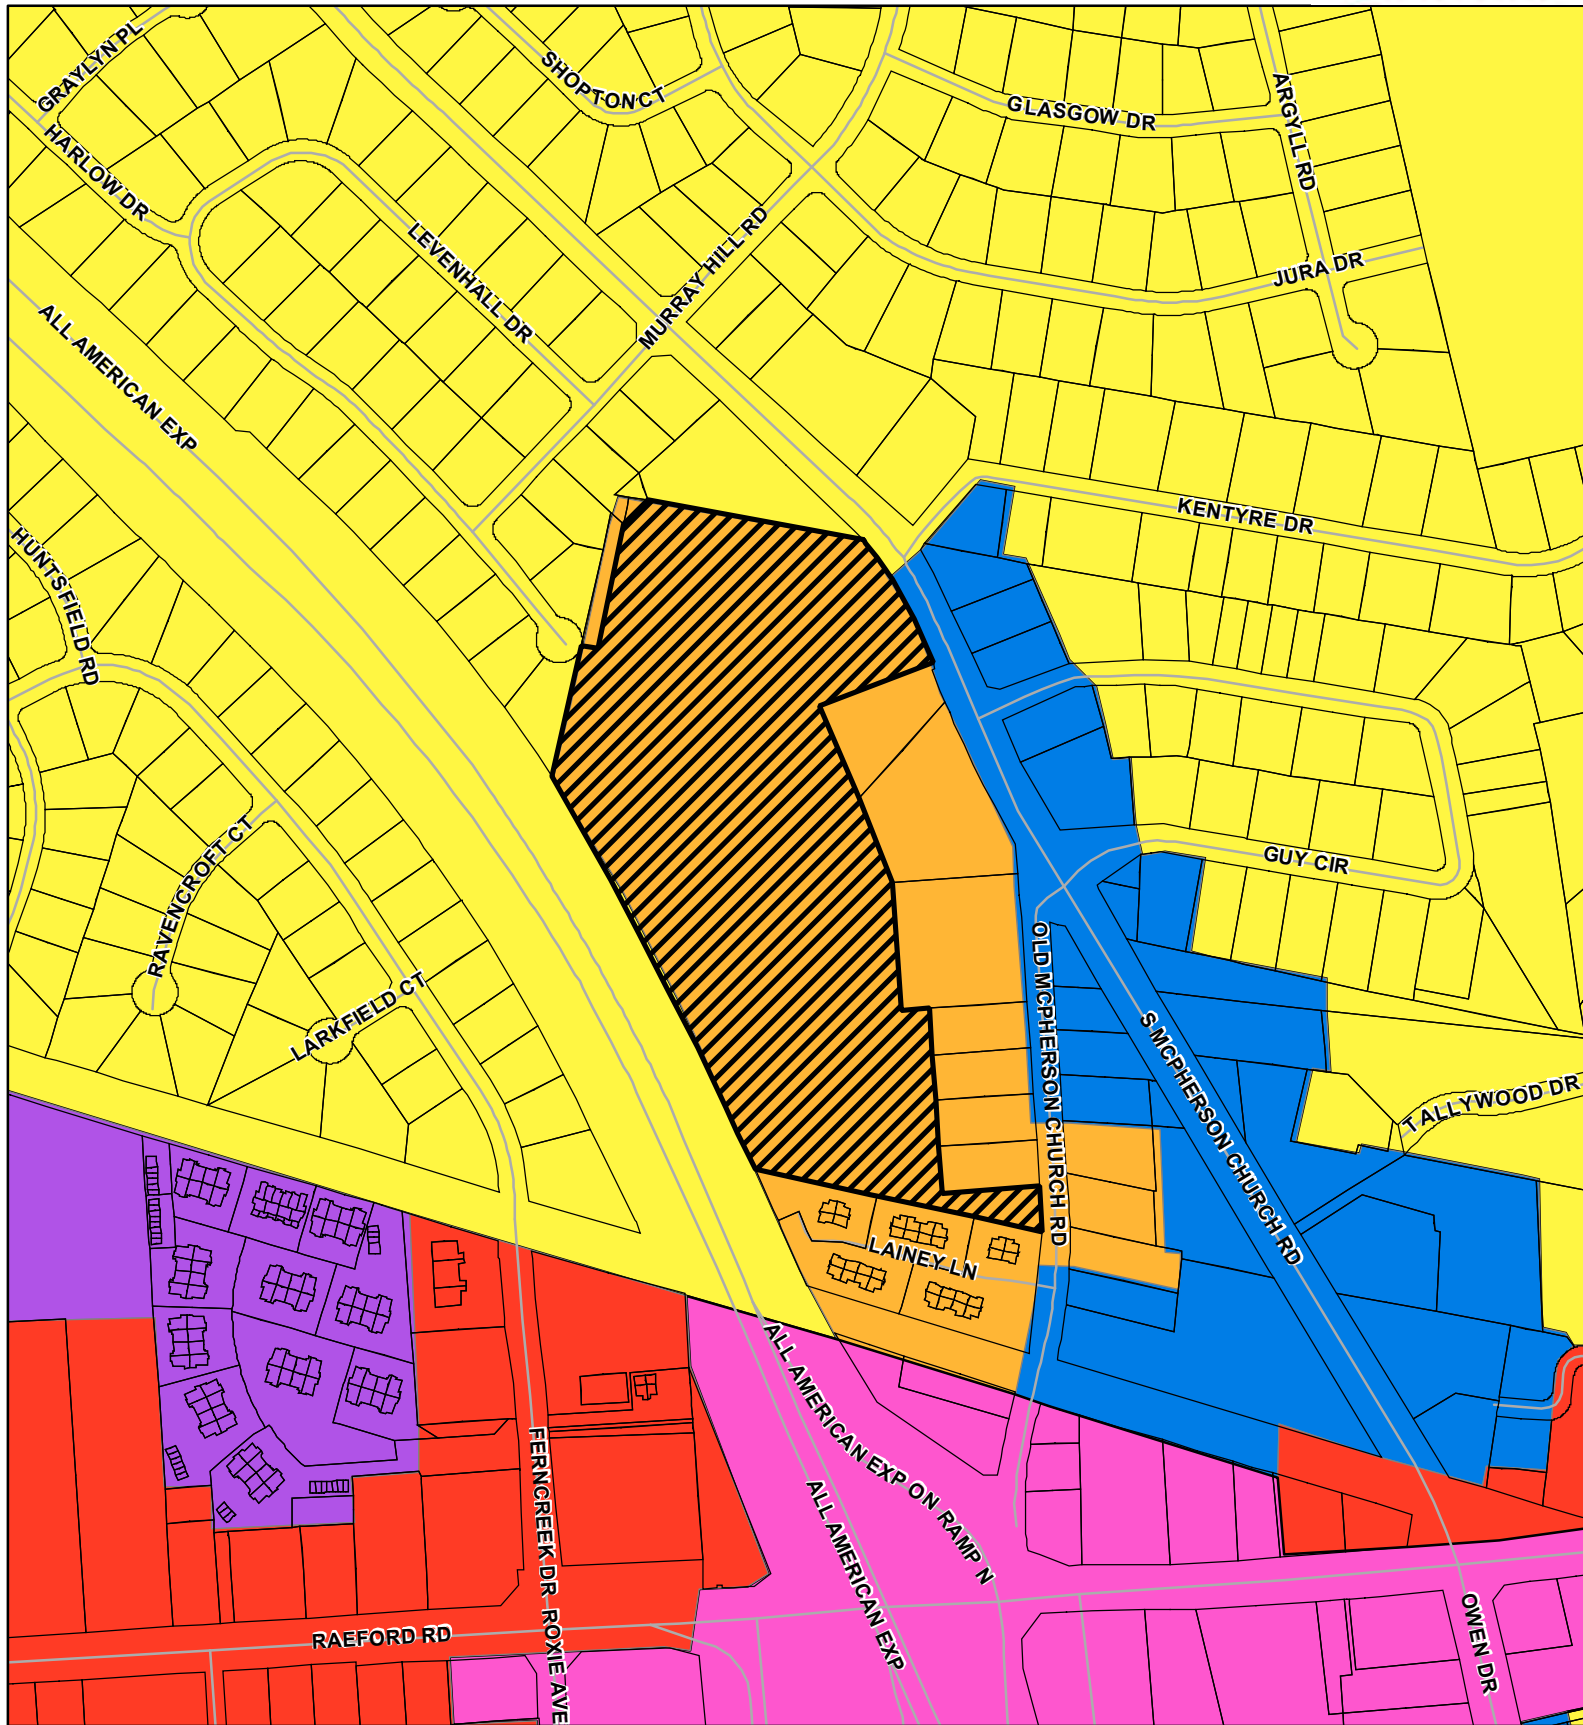 GRAYLYN PL
SHOPTON CT
GLASGOW DR
ARGYLL RD
HARLOW DR
LEVENHALL DR
MURRAY HILL RD
JURA DR
ALL AMERICAN EXP
KENTYRE DR
HUNTSFIELD RD
RAVENCROFT CT
GUY CIR
LARKFIELD CT
OLD MCPHERSON CHURCH RD
S MCPHERSON CHURCH RD
TALLYWOOD DR
LAINEY LN
ALL AMERICAN EXP ON RAMP N
FERNCREEK DR
ALL AMERICAN EXP
RAEFORD RD
ROXIE AVE
OWEN DR